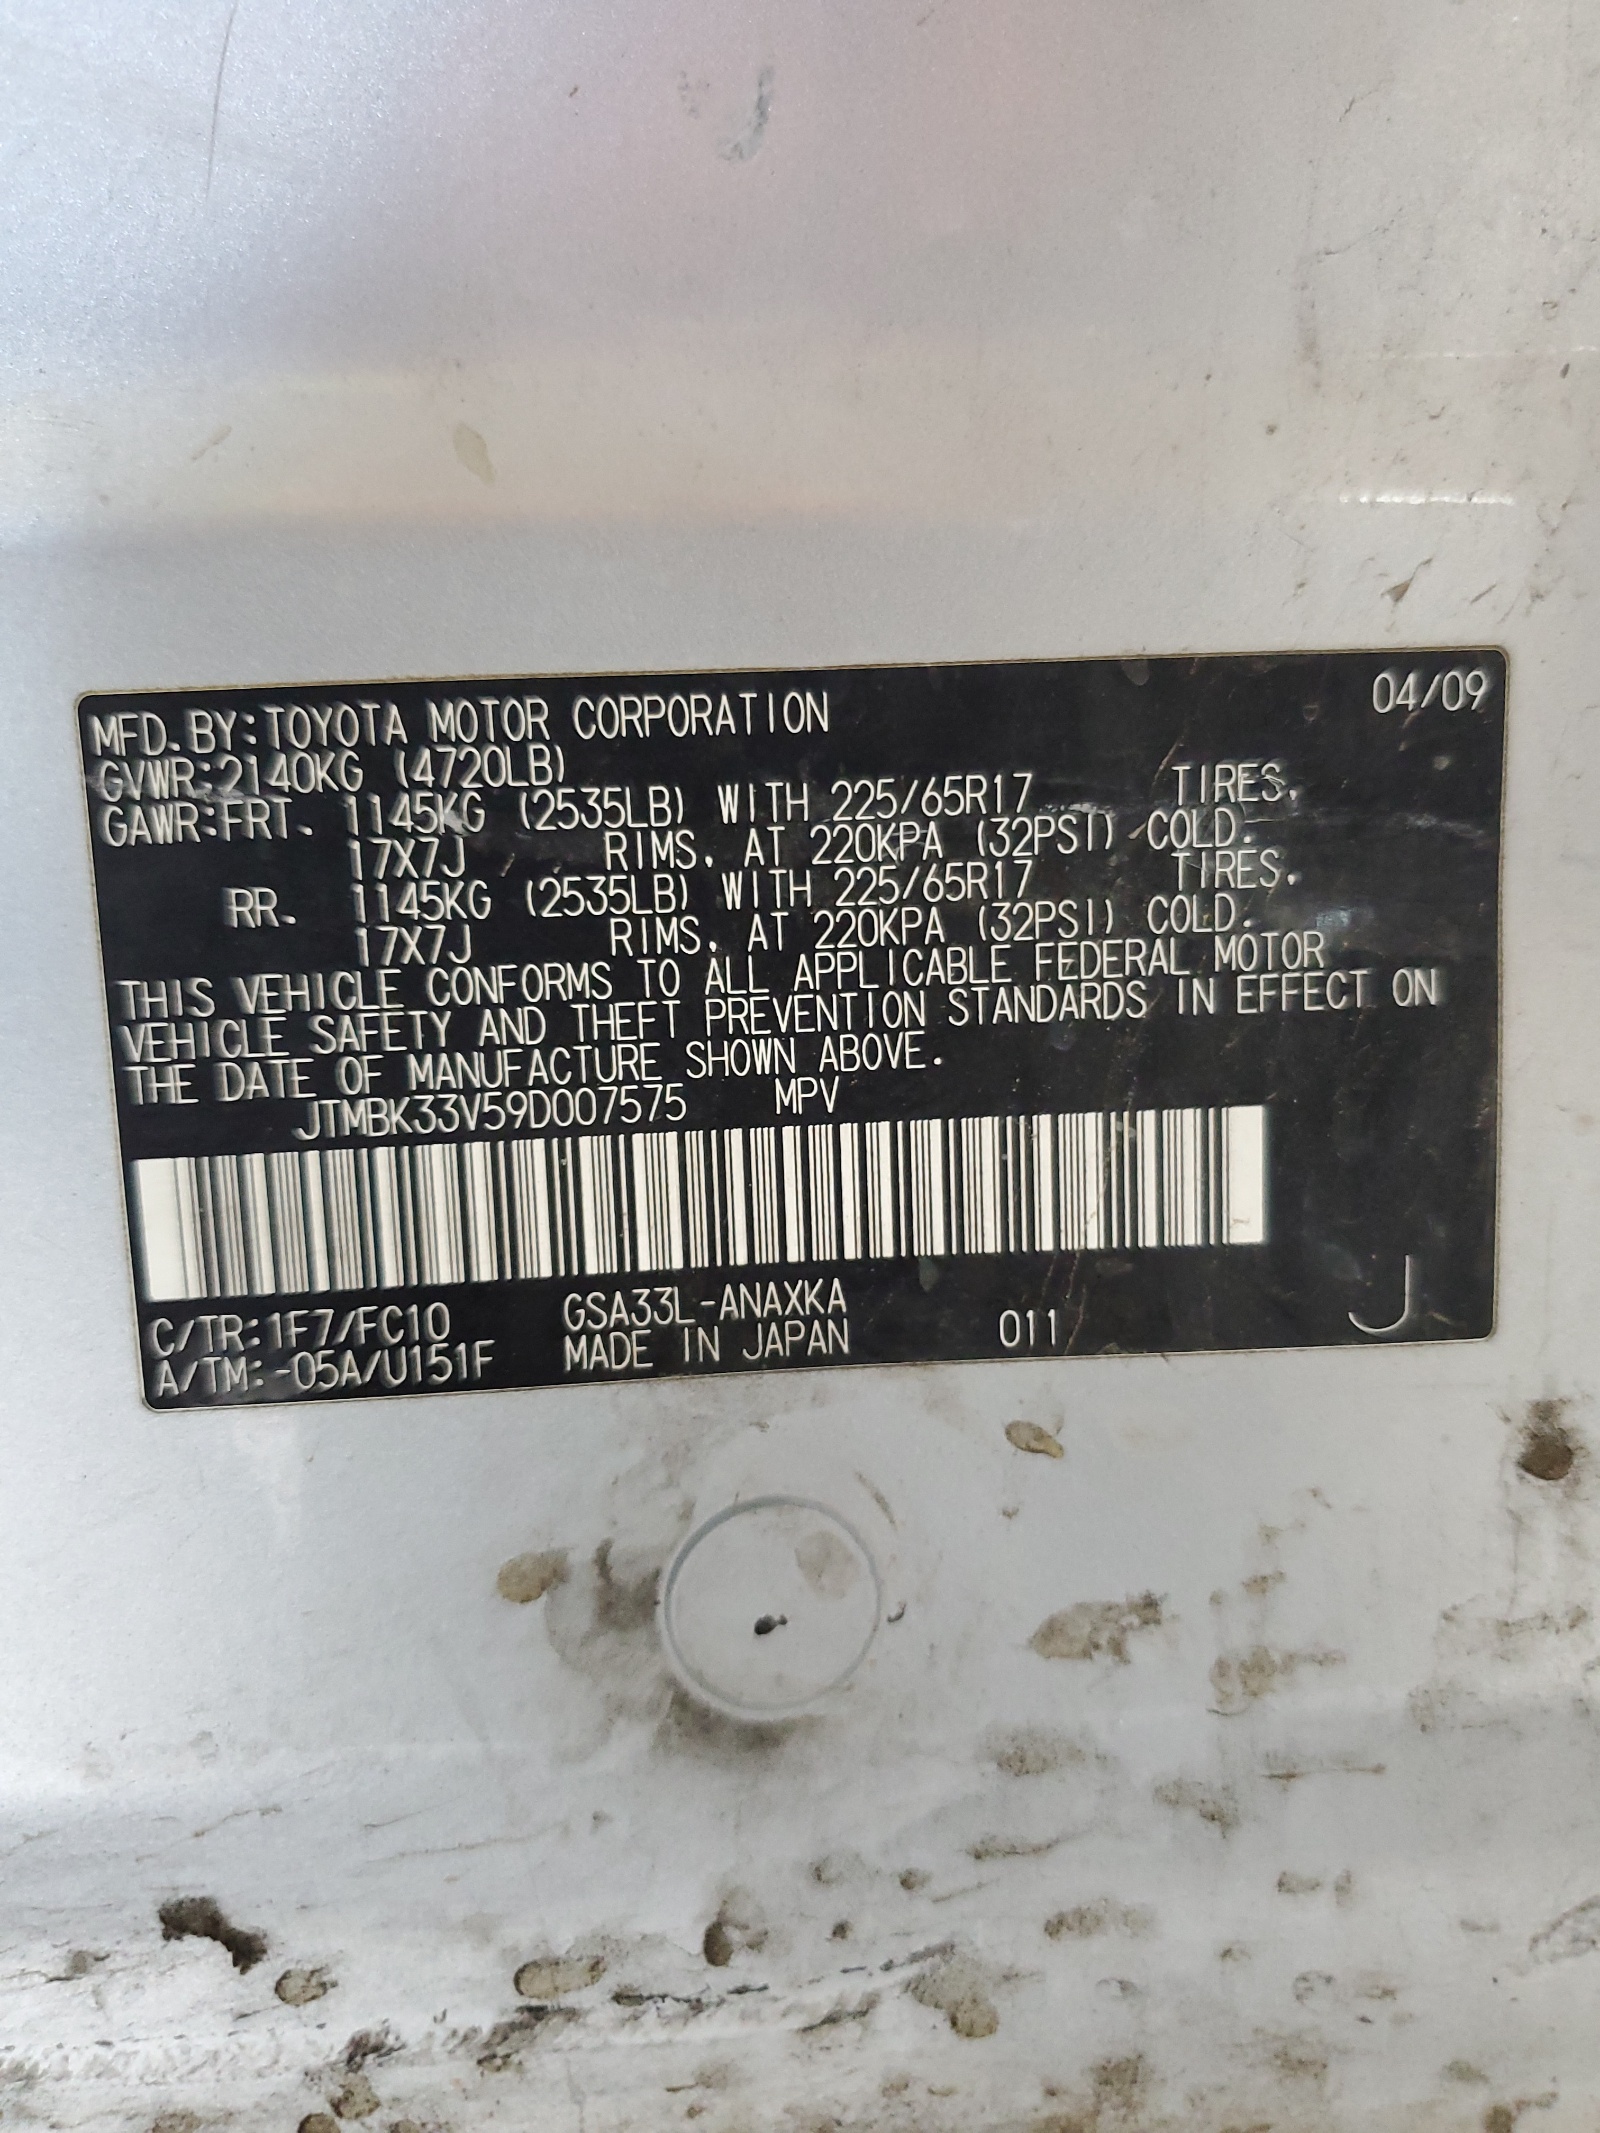 04/09
MFD. BY: TOYOTA MOTOR CORPORATION
GVWR: 2140KG (4720LB)
GAWR: FRT. 1145KG (2535LB) WITH 225/65R17 TIRES,
17X7J RIMS, AT 220KPA (32PSI) COLD.
RR. 1145KG (2535LB) WITH 225/65R17 TIRES,
17X7J RIMS, AT 220KPA (32PSI) COLD.
THIS VEHICLE CONFORMS TO ALL APPLICABLE FEDERAL MOTOR
VEHICLE SAFETY AND THEFT PREVENTION STANDARDS IN EFFECT ON
THE DATE OF MANUFACTURE SHOWN ABOVE.
JTMBK33V59D007575 MPV
C/TR: 1F7/FC10 GSA33L-ANAXKA
A/TM: -05A/U151F MADE IN JAPAN 011 J